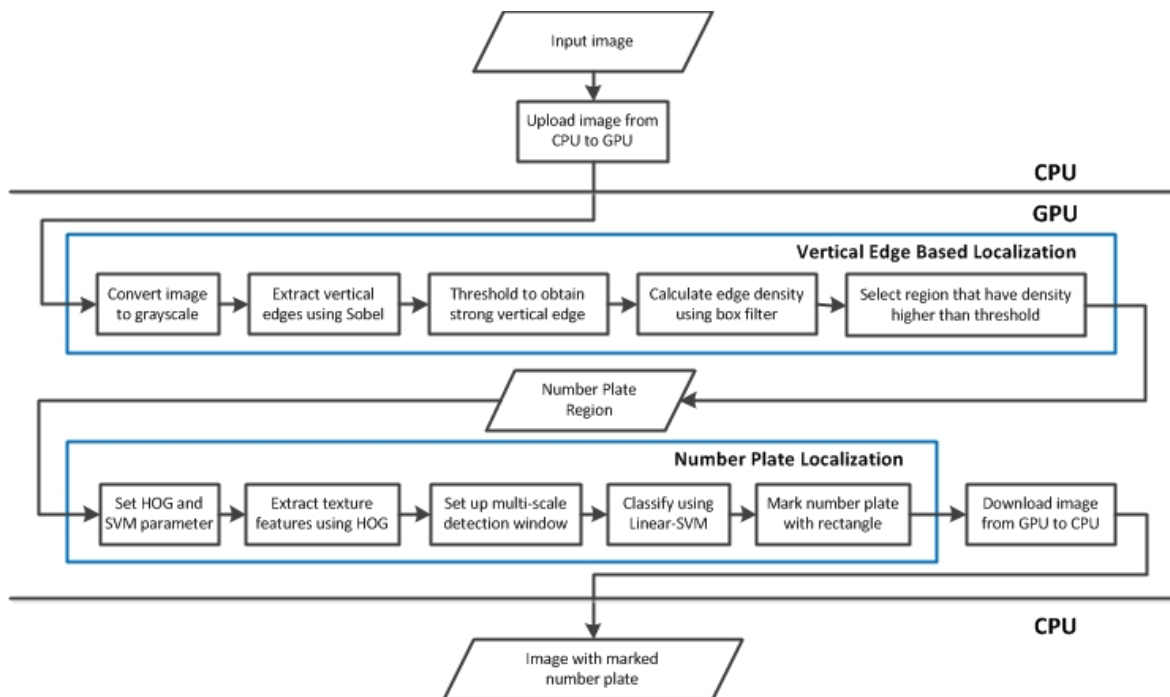 Input image
Upload image from
CPU to GPU
CPU
GPU
Vertical Edge Based Localization
Convert image
to grayscale
Extract vertical
edges using Sobel
Threshold to obtain
strong vertical edge
Calculate edge density
using box filter
Select region that have density
higher than threshold
Number Plate
Region
Number Plate Localization
Set HOG and
SVM parameter
Extract texture
features using HOG
Set up multi-scale
detection window
Classify using
Linear-SVM
Mark number plate
with rectangle
Download image
from GPU to CPU
CPU
Image with marked
number plate